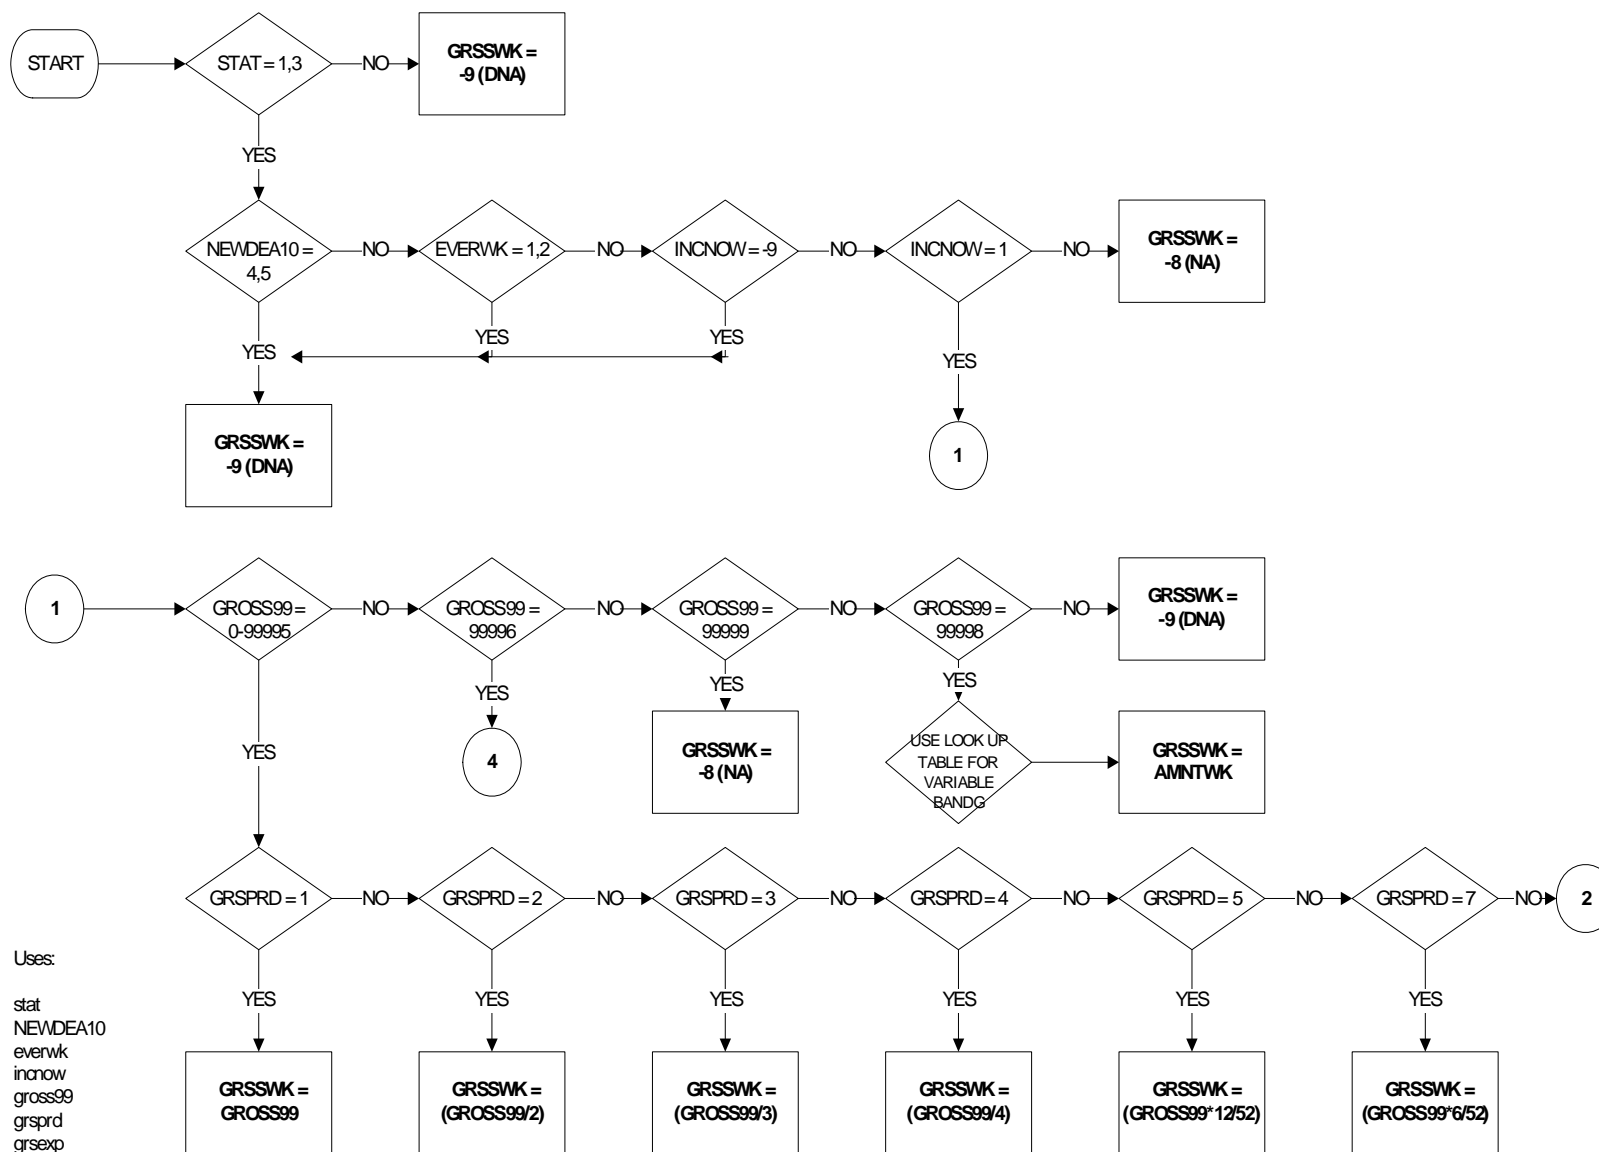 START
STAT = 1,3
NO
GRSSWK =
-9 (DNA)
YES
NEWDEA10 =
4,5
NO
EVERWK = 1,2
NO
INCNOW = -9
NO
INCNOW = 1
NO
GRSSWK =
-8 (NA)
YES
YES
YES
YES
GRSSWK =
-9 (DNA)
1
1
GROSS99 =
0-99995
NO
GROSS99 =
99996
NO
GROSS99 =
99999
NO
GROSS99 =
99998
NO
GRSSWK =
-9 (DNA)
YES
YES
YES
YES
4
GRSSWK =
-8 (NA)
USE LOOK UP
TABLE FOR
VARIABLE
BANDG
GRSSWK =
AMNTWK
GRSPRD = 1
NO
GRSPRD = 2
NO
GRSPRD = 3
NO
GRSPRD = 4
NO
GRSPRD = 5
NO
GRSPRD = 7
NO
2
YES
YES
YES
YES
YES
YES
GRSSWK =
GROSS99
GRSSWK =
(GROSS99/2)
GRSSWK =
(GROSS99/3)
GRSSWK =
(GROSS99/4)
GRSSWK =
(GROSS99*12/52)
GRSSWK =
(GROSS99*6/52)
Uses:
stat
NEWDEA10
everwk
incnow
gross99
grsprd
grsexp